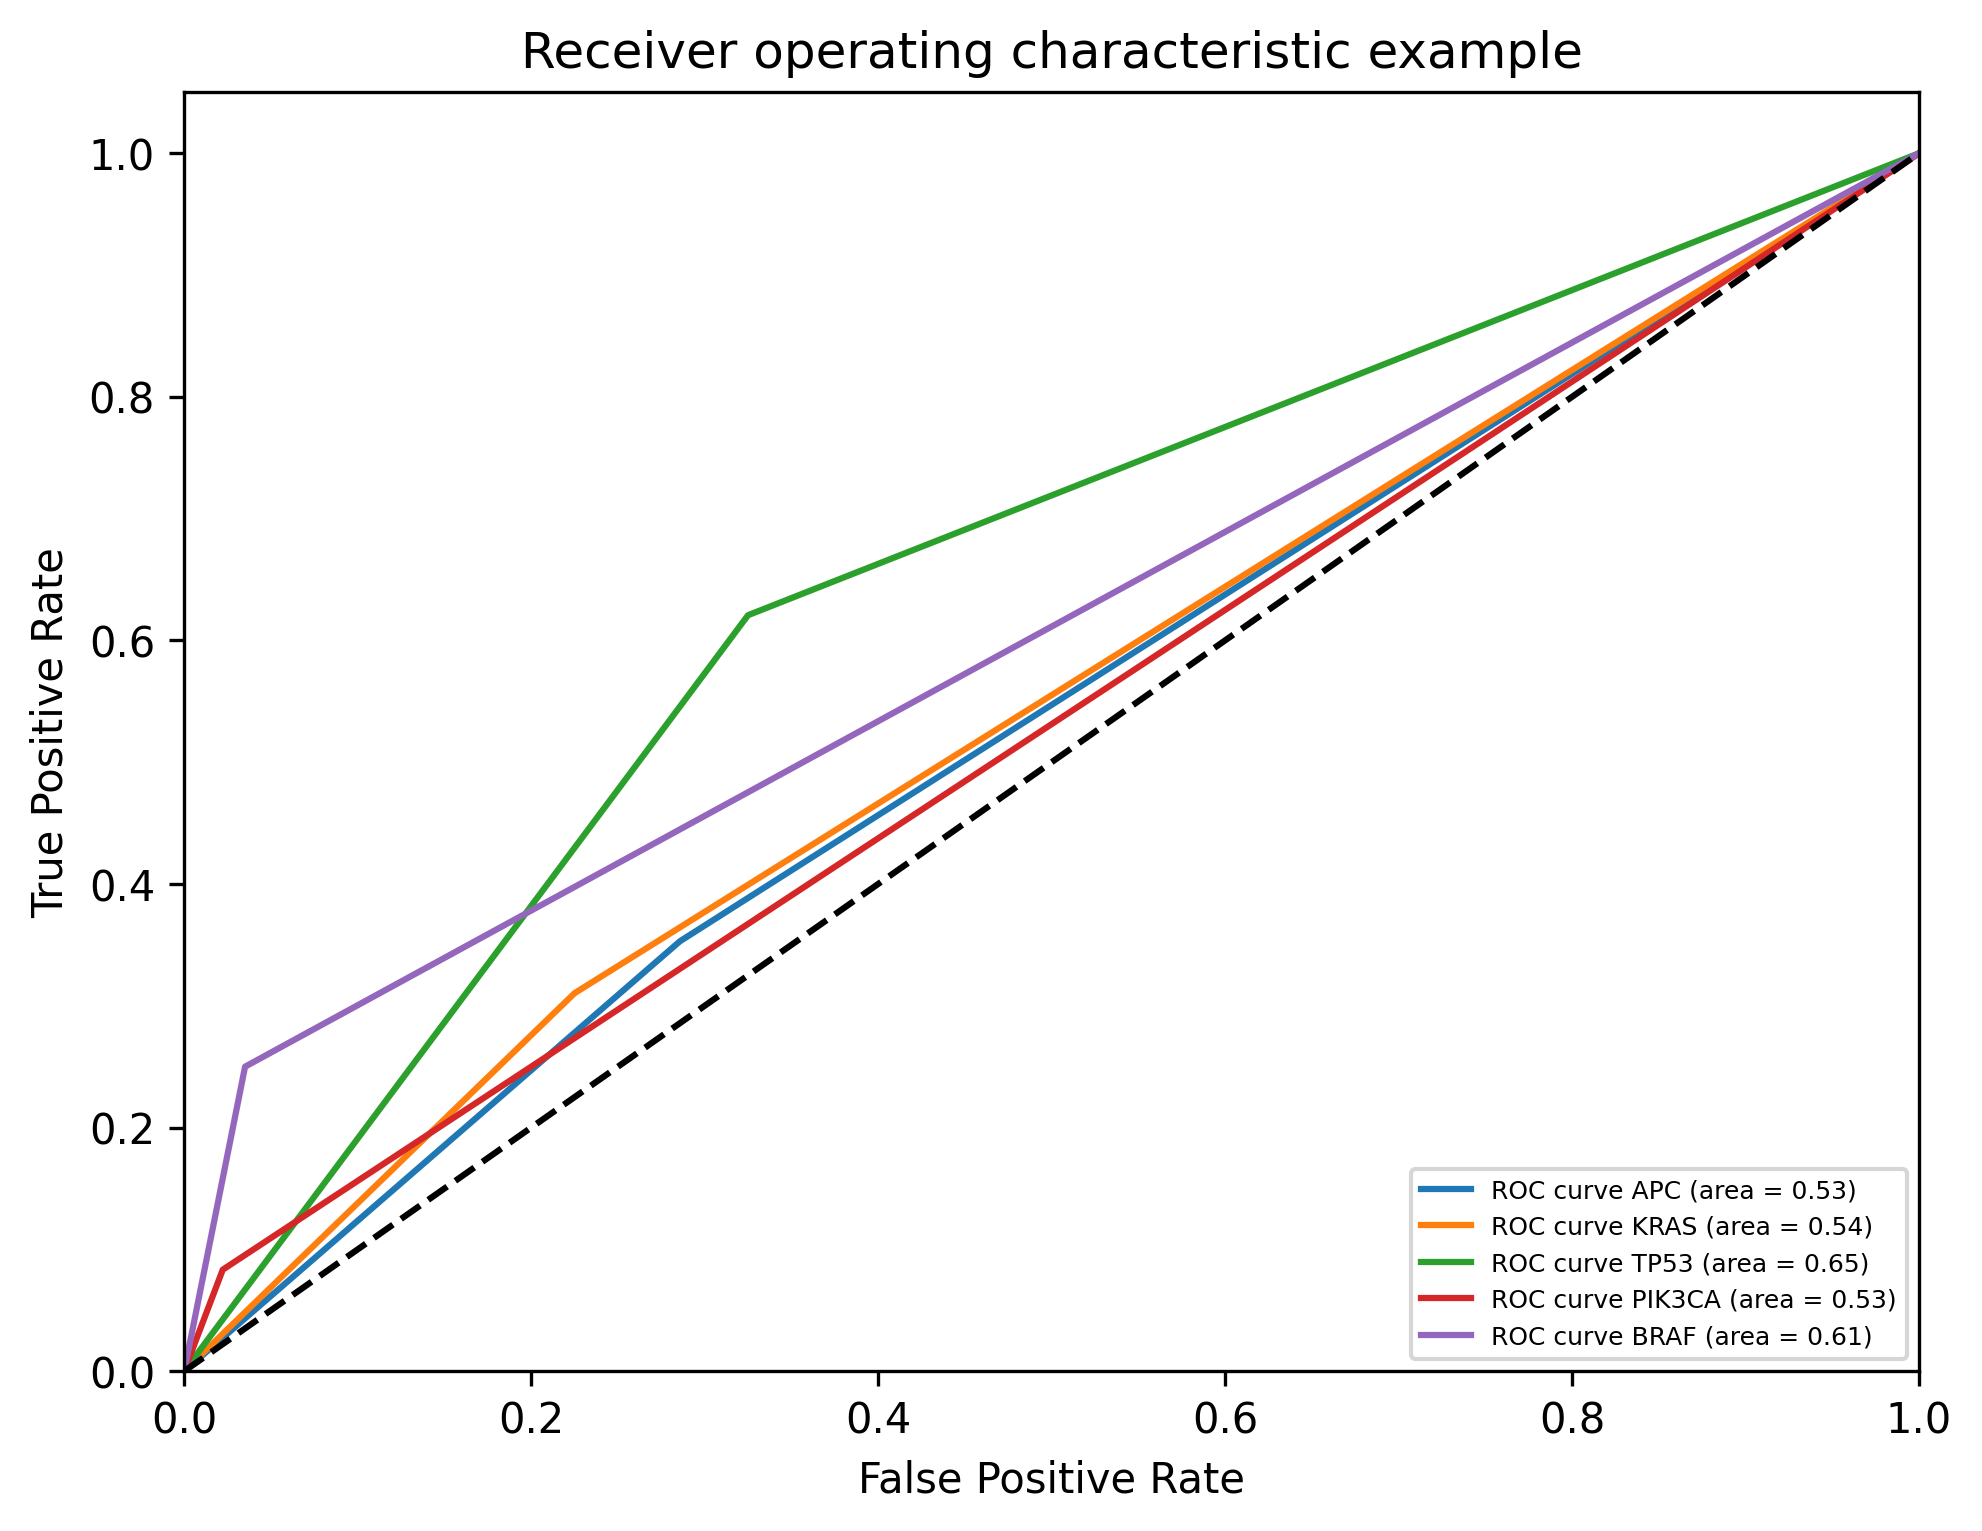 Receiver operating characteristic example
True Positive Rate
1.0
0.8
0.6
0.4
0.2
0.0
ROC curve APC (area = 0.53)
ROC curve KRAS (area = 0.54)
ROC curve TP53 (area = 0.65)
ROC curve PIK3CA (area = 0.53)
ROC curve BRAF (area = 0.61)
0.0 0.2 0.4 0.6 0.8 1.0
False Positive Rate